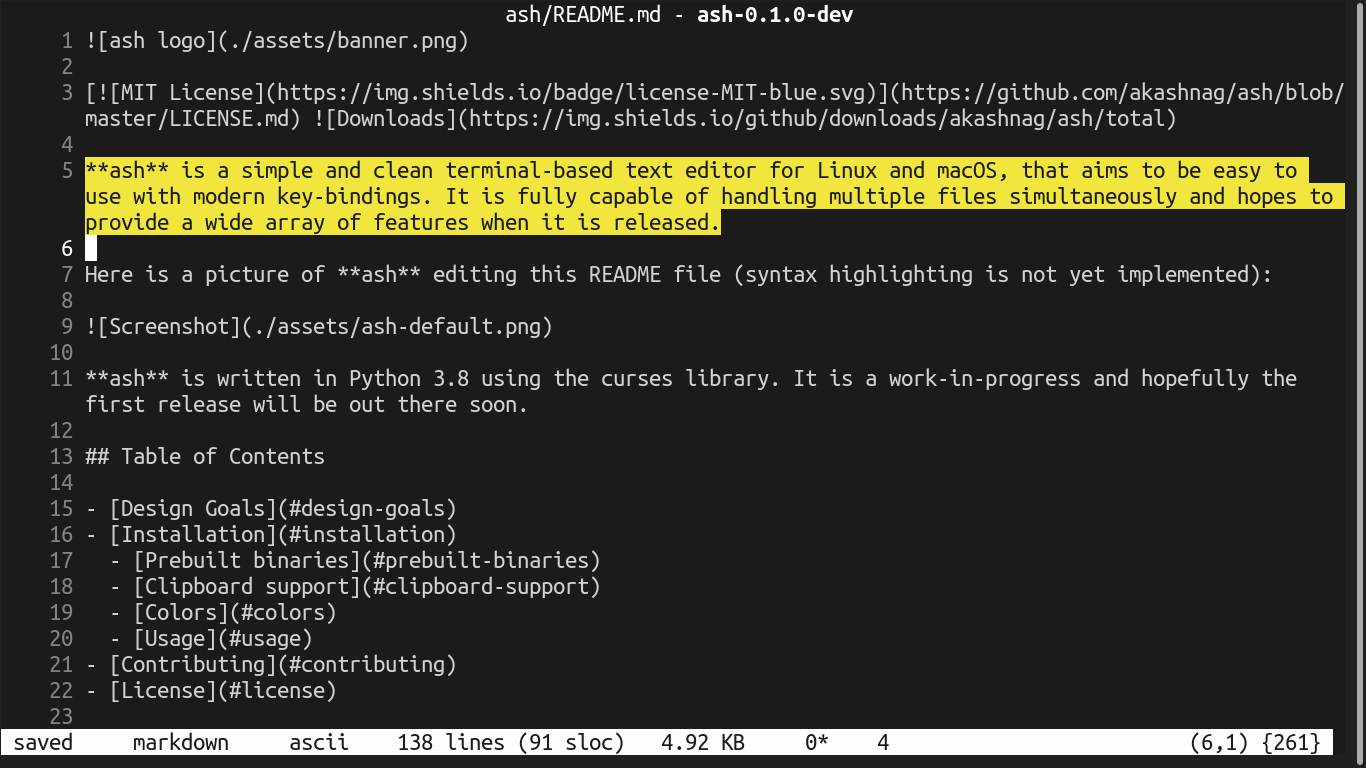 ash/README.md - ash-0.1.0-dev
1 ![ash logo](./assets/banner.png)
2
3 [![MIT License](https://img.shields.io/badge/license-MIT-blue.svg)](https://github.com/akashnag/ash/blob/
master/LICENSE.md) ![Downloads](https://img.shields.io/github/downloads/akashnag/ash/total)
4
5 **ash** is a simple and clean terminal-based text editor for Linux and macOS, that aims to be easy to
use with modern key-bindings. It is fully capable of handling multiple files simultaneously and hopes to
provide a wide array of features when it is released.
6
7 Here is a picture of **ash** editing this README file (syntax highlighting is not yet implemented):
8
9 ![Screenshot](./assets/ash-default.png)
10
11 **ash** is written in Python 3.8 using the curses library. It is a work-in-progress and hopefully the
first release will be out there soon.
12
13 ## Table of Contents
14
15 - [Design Goals](#design-goals)
16 - [Installation](#installation)
17   - [Prebuilt binaries](#prebuilt-binaries)
18   - [Clipboard support](#clipboard-support)
19   - [Colors](#colors)
20   - [Usage](#usage)
21 - [Contributing](#contributing)
22 - [License](#license)
23
saved markdown ascii 138 lines (91 sloc) 4.92 KB 0* 4 (6,1) {261}